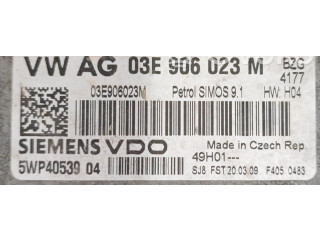 VW AG 03E 906 023 M BZG 4177
03E906023M Petrol SIMOS 9.1 HW: H04
SIEMENS VDO Made in Czech Rep.
5WP40539 04 49H01---
SJ8 FST 20.03.09 F405 0483